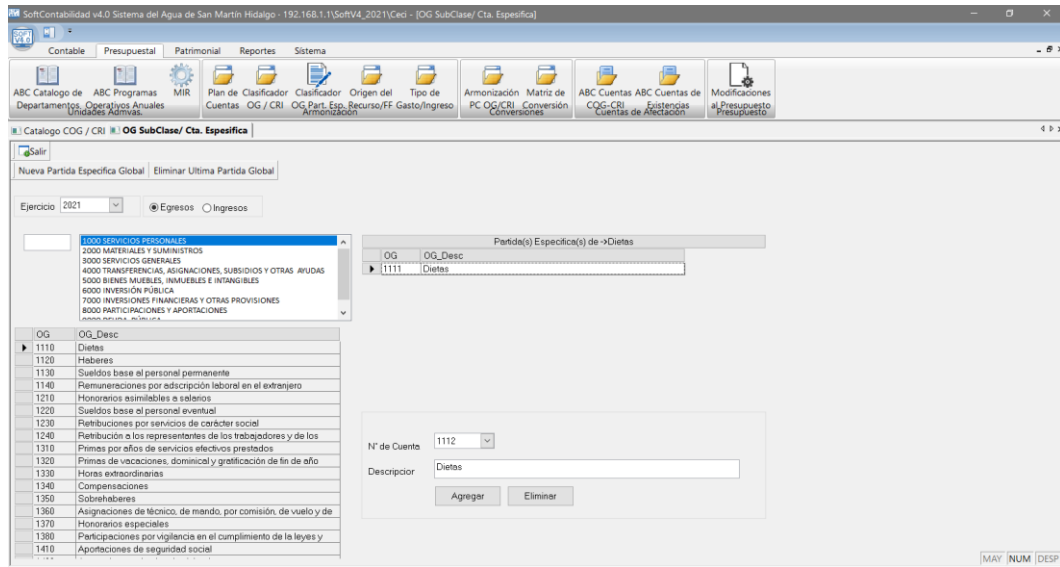 SoftContabilidad v4.0 Sistema del Agua de San Martín Hidalgo - 192.168.1.1\SoftV4_2021\Ceci - [OG SubClase/ Cta. Espesifica]
SOFT V4.0
Contable Presupuestal Patrimonial Reportes Sistema
ABC Catalogo de Departamentos ABC Programas Operativos Anuales MIR Plan de Cuentas Clasificador OG / CRI Clasificador OG Part. Esp. Origen del Recurso/FF Tipo de Gasto/Ingreso Armonización PC OG/CRI Matriz de Conversión ABC Cuentas COG-CRI ABC Cuentas de Existencias Modificaciones al Presupuesto
Unidades Admvas. Armonización Conversiones Cuentas de Afectación Presupuesto
Catalogo COG / CRI OG SubClase/ Cta. Espesifica
Salir
Nueva Partida Especifica Global Eliminar Ultima Partida Global
Ejercicio 2021 Egresos Ingresos
1000 SERVICIOS PERSONALES
2000 MATERIALES Y SUMINISTROS
3000 SERVICIOS GENERALES
4000 TRANSFERENCIAS, ASIGNACIONES, SUBSIDIOS Y OTRAS AYUDAS
5000 BIENES MUEBLES, INMUEBLES E INTANGIBLES
6000 INVERSIÓN PÚBLICA
7000 INVERSIONES FINANCIERAS Y OTRAS PROVISIONES
8000 PARTICIPACIONES Y APORTACIONES
9000 DEUDA PÚBLICA
Partida(s) Especifica(s) de ->Dietas
OG OG_Desc
1111 Dietas
OG OG_Desc
1110 Dietas
1120 Haberes
1130 Sueldos base al personal permanente
1140 Remuneraciones por adscripción laboral en el extranjero
1210 Honorarios asimilables a salarios
1220 Sueldos base al personal eventual
1230 Retribuciones por servicios de carácter social
1240 Retribución a los representantes de los trabajadores y de los
1310 Primas por años de servicios efectivos prestados
1320 Primas de vacaciones, dominical y gratificación de fin de año
1330 Horas extraordinarias
1340 Compensaciones
1350 Sobrehaberes
1360 Asignaciones de técnico, de mando, por comisión, de vuelo y de
1370 Honorarios especiales
1380 Participaciones por vigilancia en el cumplimiento de la leyes y
1410 Aportaciones de seguridad social
N° de Cuenta 1112
Descripcior Dietas
Agregar Eliminar
MAY NUM DESP